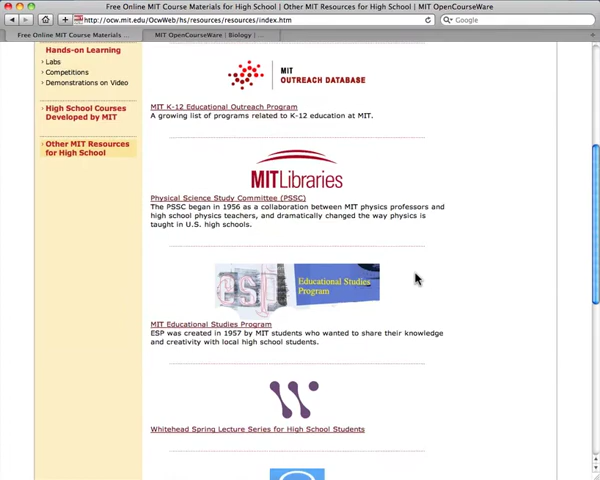 Free Online MIT Course Materials for High School | Other MIT Resources for High School | MIT OpenCourseWare
http://ocw.mit.edu/OcwWeb/hs/resources/resources/index.htm
Google
Free Online MIT Course Materials ...
MIT OpenCourseWare | Biology | ...
Hands-on Learning
› Labs
› Competitions
› Demonstrations on Video
› High School Courses
Developed by MIT
› Other MIT Resources
for High School
MIT
OUTREACH DATABASE
MIT K-12 Educational Outreach Program
A growing list of programs related to K-12 education at MIT.
MITLibraries
Physical Science Study Committee (PSSC)
The PSSC began in 1956 as a collaboration between MIT physics professors and
high school physics teachers, and dramatically changed the way physics is
taught in U.S. high schools.
esp
Educational Studies
Program
MIT Educational Studies Program
ESP was created in 1957 by MIT students who wanted to share their knowledge
and creativity with local high school students.
Whitehead Spring Lecture Series for High School Students